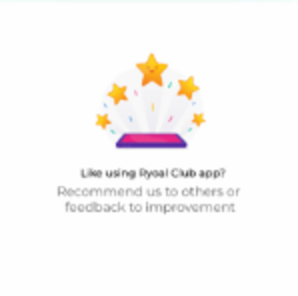 Like using Ryoal Club app?
Recommend us to others or
feedback to improvement